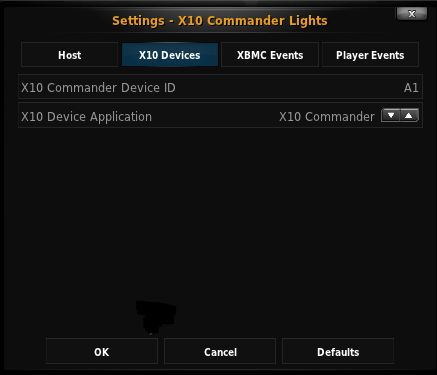 Settings - X10 Commander Lights
x
Host X10 Devices XBMC Events Player Events
X10 Commander Device ID A1
X10 Device Application X10 Commander
OK Cancel Defaults